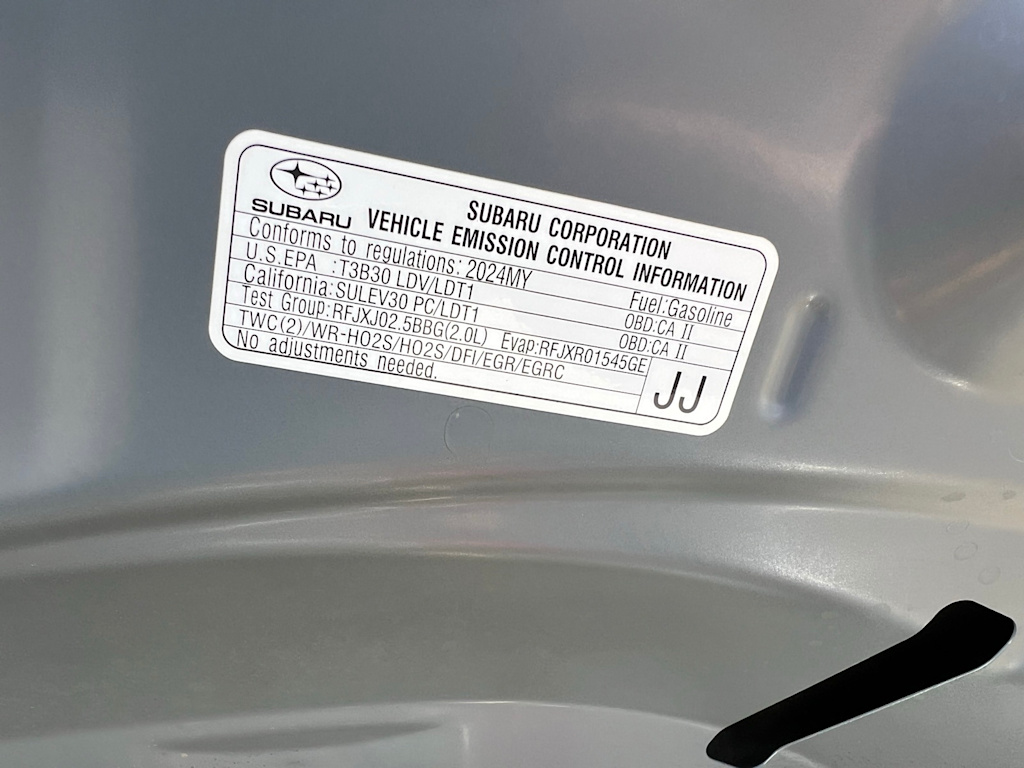 SUBARU
SUBARU CORPORATION
VEHICLE EMISSION CONTROL INFORMATION
Conforms to regulations: 2024MY Fuel:Gasoline
U.S.EPA :T3B30 LDV/LDT1 OBD:CA II
California:SULEV30 PC/LDT1 OBD:CA II
Test Group:RFJXJ02.5BBG(2.0L) Evap:RFJXR01545GE
TWC(2)/WR-HO2S/HO2S/DFI/EGR/EGRC
No adjustments needed.
JJ